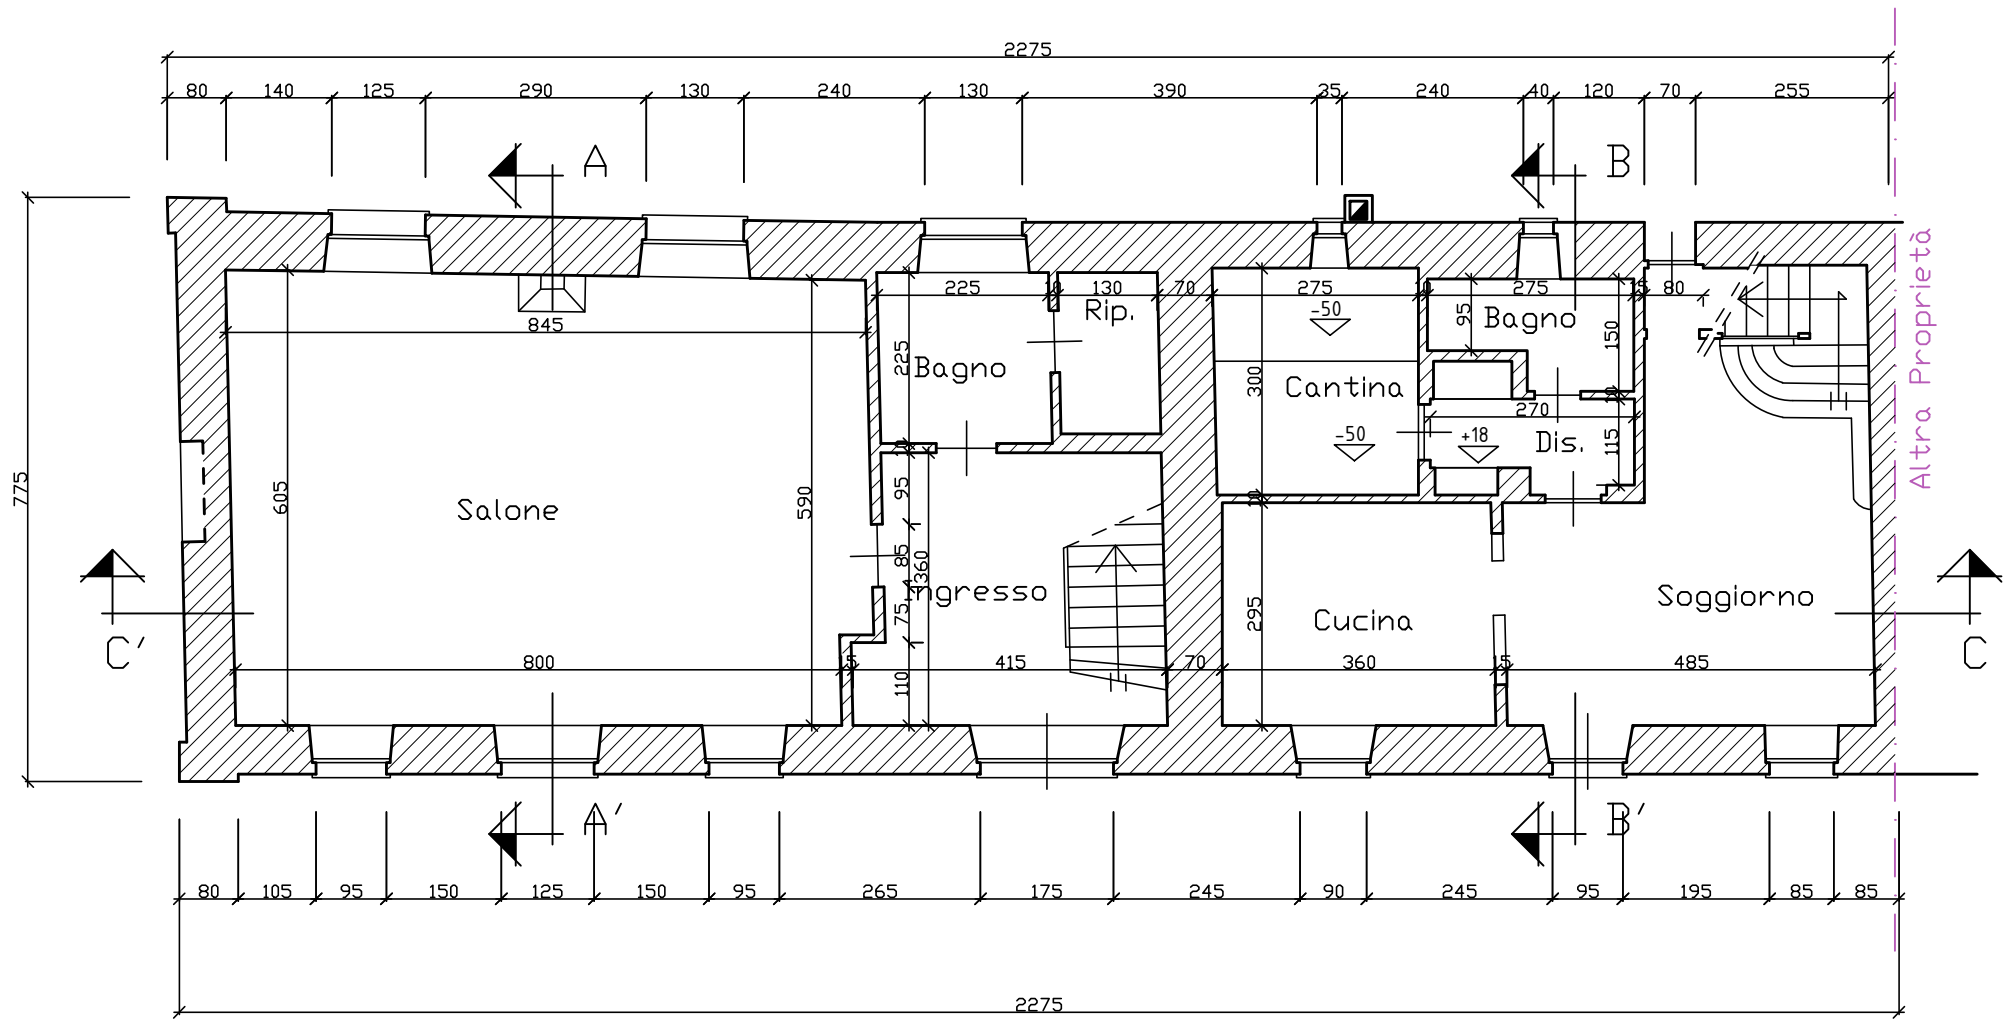 2275
80 140 125 290 130 240 130 390 35 240 40 120 70 255
A B
775
225 10 130 70 275 10 275 15 80
Rip.
-50
95
Bagno
845
150
225
Bagno
300
Cantina
10
270
-50
+18
Dis.
115
Altra Proprietà
10
605
590
95
10
Salone
85
360
Ingresso
75
295
Cucina
Soggiorno
C' C
800 15 415 70 360 15 485
110
A' B'
80 105 95 150 125 150 95 265 175 245 90 245 95 195 85 85
2275